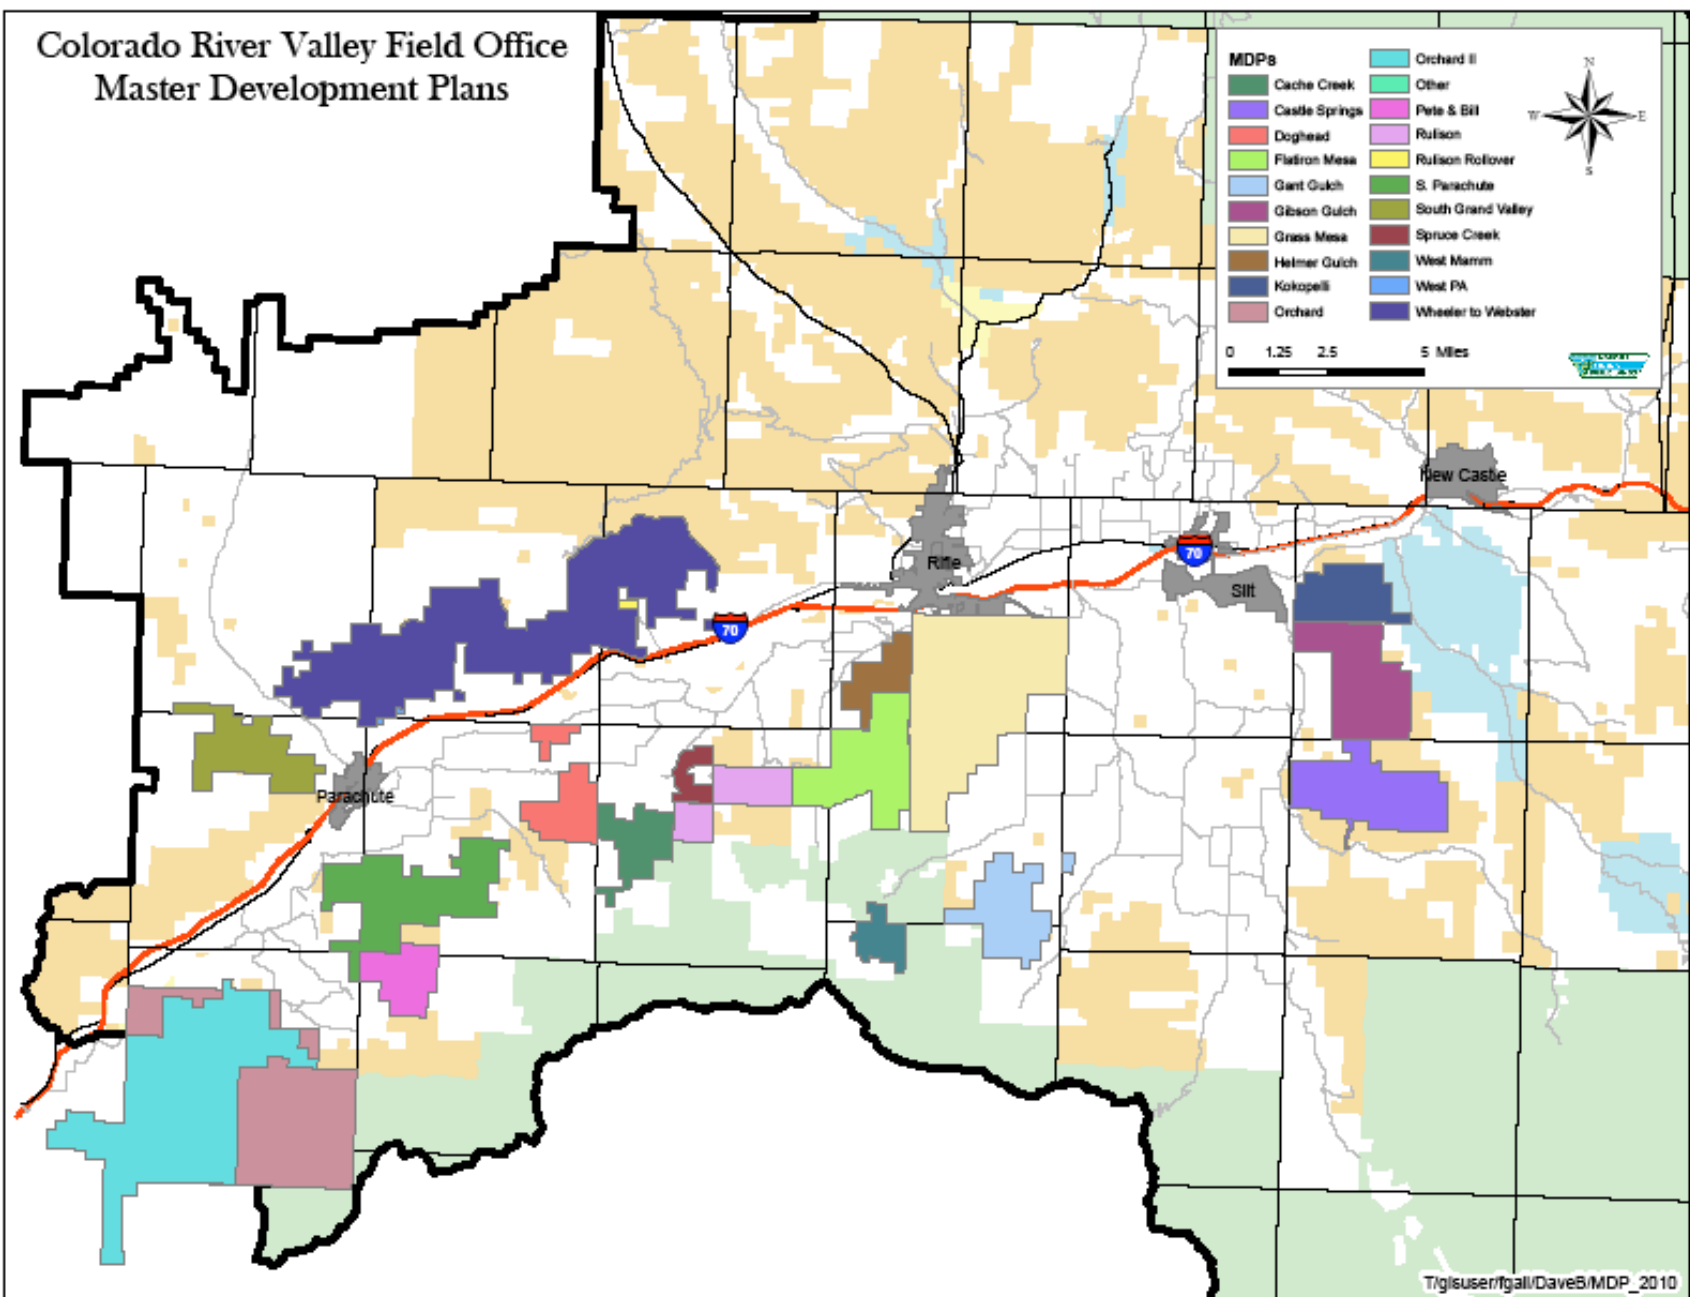 Colorado River Valley Field Office
Master Development Plans
MDPs
Cache Creek
Castle Springs
Doghead
Flatiron Mesa
Gant Gulch
Gibson Gulch
Grass Mesa
Helmer Gulch
Kokopelli
Orchard
Orchard II
Other
Pete & Bill
Rulison
Rulison Rollover
S. Parachute
South Grand Valley
Spruce Creek
West Mamm
West PA
Wheeler to Webster
N
W E
S
0 1.25 2.5 5 Miles
New Castle
70
Rifle
Silt
70
Parachute
T/gisuser/fgall/DaveB/MDP_2010